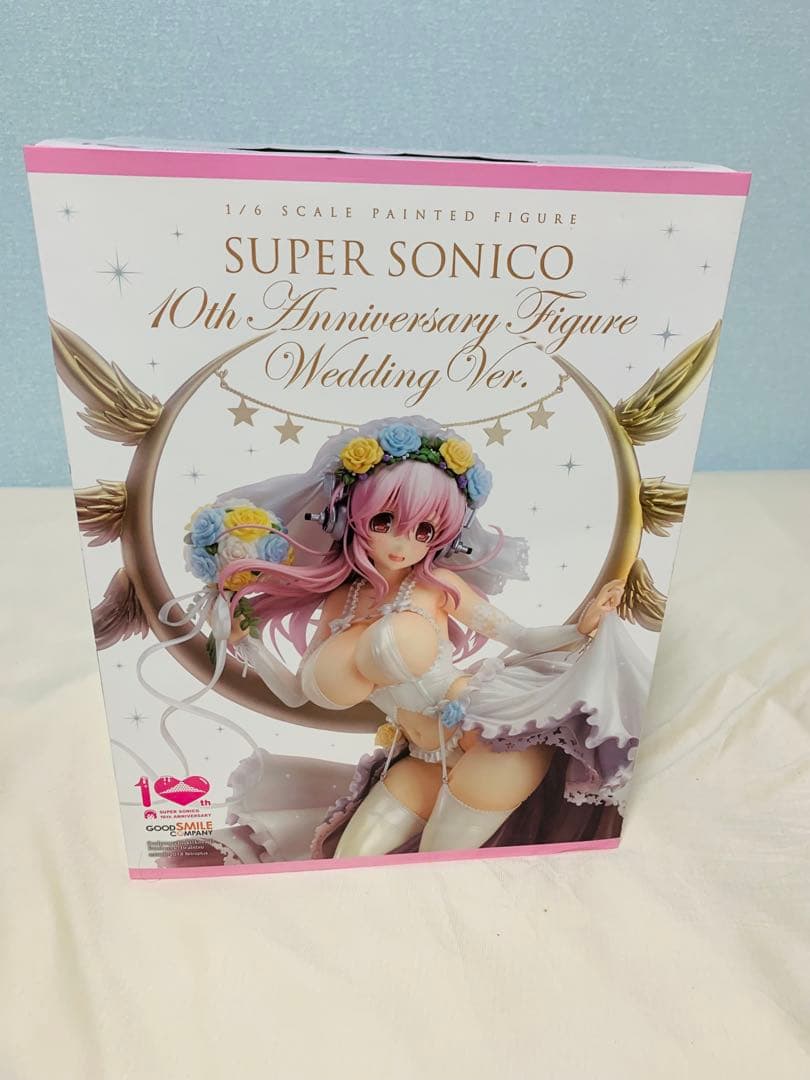 1/6 SCALE PAINTED FIGURE
SUPER SONICO
10th Anniversary Figure
Wedding Ver.
10th
SUPER SONICO
10TH ANNIVERSARY
GOOD SMILE
COMPANY